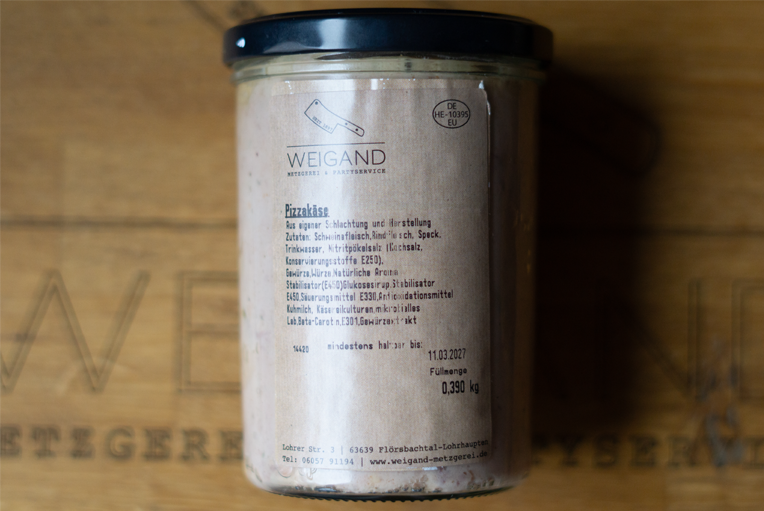 DE
HE-10395
EU
WEIGAND
METZGEREI & PARTYSERVICE
Pizzakäse
Aus eigener Schlachtung und Herstellung
Zutaten: Schweinefleisch,Rindfleisch, Speck,
Trinkwasser, Nitritpökelsalz (Kochsalz,
Konservierungsstoffe E250),
Gewürze,Würze,Natürliche Aroma
Stabilisator(E450)Glukosesirup,Stabilisator
E450,Säuerungsmittel E330,Antioxidationsmittel
Kuhmilch, Käsereikulturen,mikrobielles
Lab,Beta-Carotin,E301,Gewürzextrakt
14420 mindestens haltbar bis:
11.03.2027
Füllmenge
0,390 kg
Lohrer Str. 3 | 63639 Flörsbachtal-Lohrhaupten
Tel: 06057 91194 | www.weigand-metzgerei.de